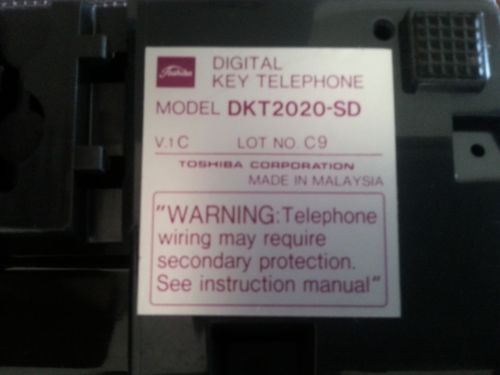 Toshiba
DIGITAL
KEY TELEPHONE
MODEL DKT2020-SD
V.1C LOT NO. C9
TOSHIBA CORPORATION
MADE IN MALAYSIA
"WARNING: Telephone
wiring may require
secondary protection.
See instruction manual"